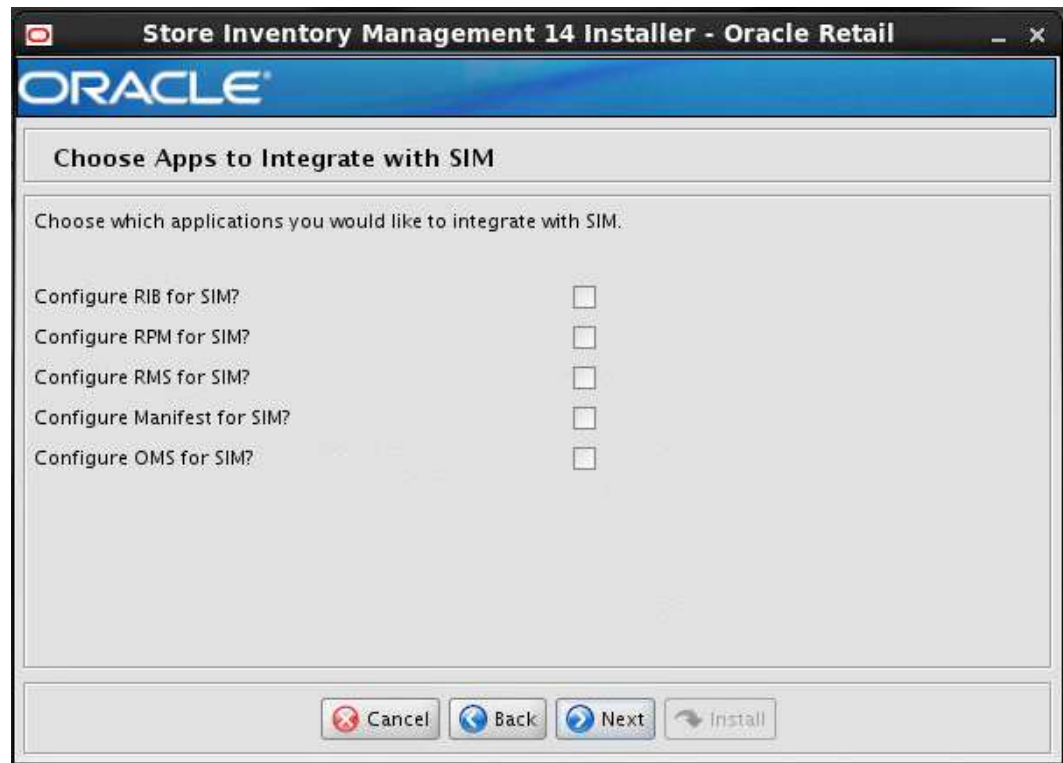 Store Inventory Management 14 Installer - Oracle Retail
ORACLE®
Choose Apps to Integrate with SIM
Choose which applications you would like to integrate with SIM.
Configure RIB for SIM?
Configure RPM for SIM?
Configure RMS for SIM?
Configure Manifest for SIM?
Configure OMS for SIM?
Cancel Back Next Install